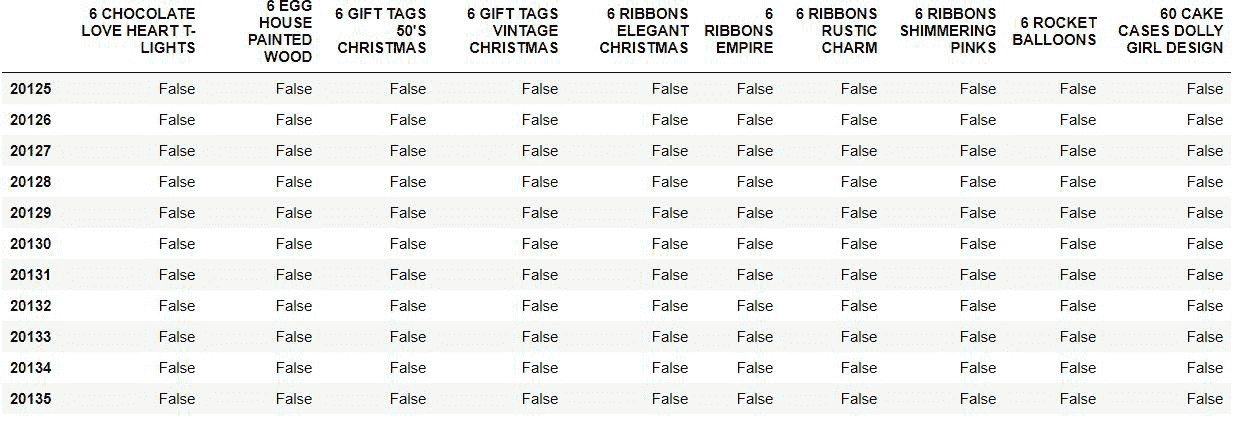 6 CHOCOLATE LOVE HEART T-LIGHTS 6 EGG HOUSE PAINTED WOOD 6 GIFT TAGS 50'S CHRISTMAS 6 GIFT TAGS VINTAGE CHRISTMAS 6 RIBBONS ELEGANT CHRISTMAS 6 RIBBONS EMPIRE 6 RIBBONS RUSTIC CHARM 6 RIBBONS SHIMMERING PINKS 6 ROCKET BALLOONS 60 CAKE CASES DOLLY GIRL DESIGN
20125 False False False False False False False False False False
20126 False False False False False False False False False False
20127 False False False False False False False False False False
20128 False False False False False False False False False False
20129 False False False False False False False False False False
20130 False False False False False False False False False False
20131 False False False False False False False False False False
20132 False False False False False False False False False False
20133 False False False False False False False False False False
20134 False False False False False False False False False False
20135 False False False False False False False False False False